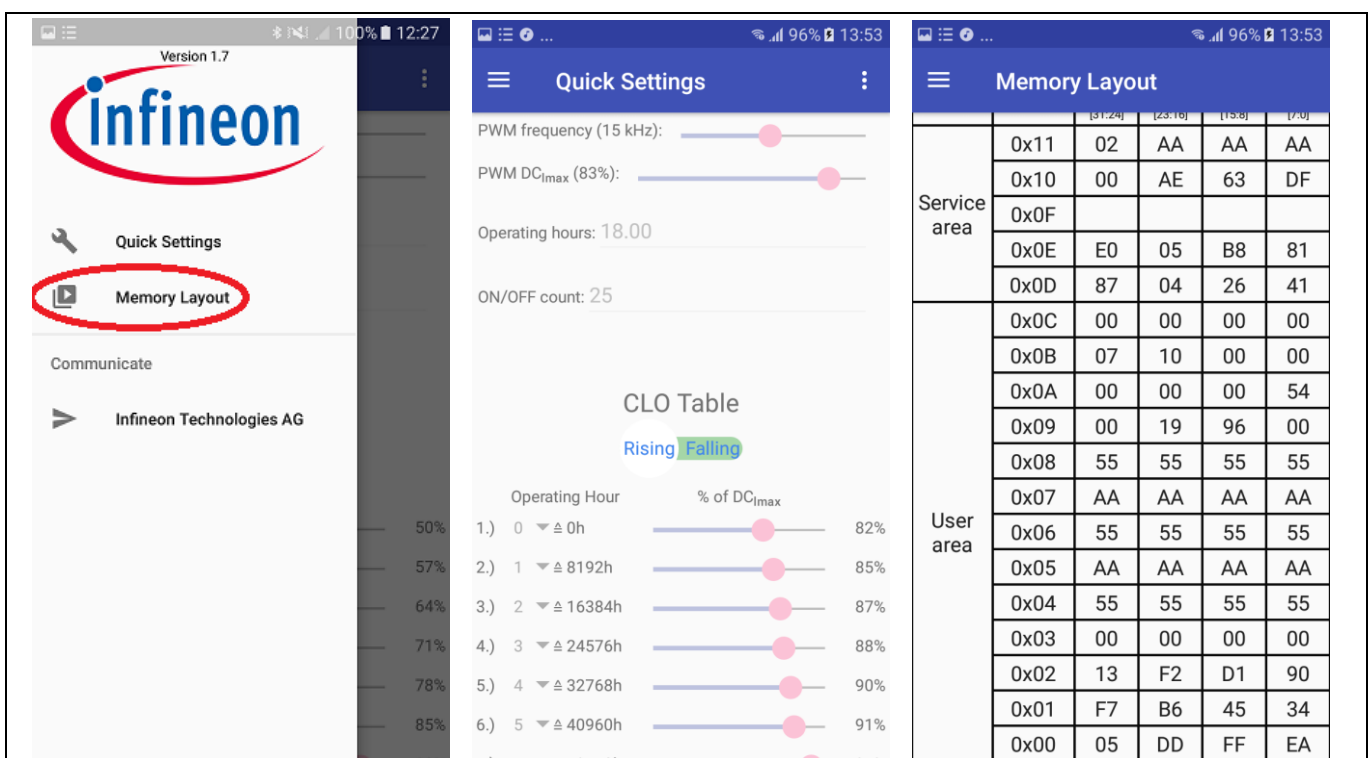 100% 12:27
Version 1.7
infineon
Quick Settings
Memory Layout
Communicate
Infineon Technologies AG
50%
57%
64%
71%
78%
85%
... 96% 13:53
Quick Settings
PWM frequency (15 kHz):
PWM DCImax (83%):
Operating hours: 18.00
ON/OFF count: 25
CLO Table
Rising Falling
Operating Hour % of DCImax
1.) 0 ≙ 0h 82%
2.) 1 ≙ 8192h 85%
3.) 2 ≙ 16384h 87%
4.) 3 ≙ 24576h 88%
5.) 4 ≙ 32768h 90%
6.) 5 ≙ 40960h 91%
... 96% 13:53
Memory Layout
[31:24] [23:16] [15:8] [7:0]
Service area
0x11 02 AA AA AA
0x10 00 AE 63 DF
0x0F
0x0E E0 05 B8 81
0x0D 87 04 26 41
User area
0x0C 00 00 00 00
0x0B 07 10 00 00
0x0A 00 00 00 54
0x09 00 19 96 00
0x08 55 55 55 55
0x07 AA AA AA AA
0x06 55 55 55 55
0x05 AA AA AA AA
0x04 55 55 55 55
0x03 00 00 00 00
0x02 13 F2 D1 90
0x01 F7 B6 45 34
0x00 05 DD FF EA